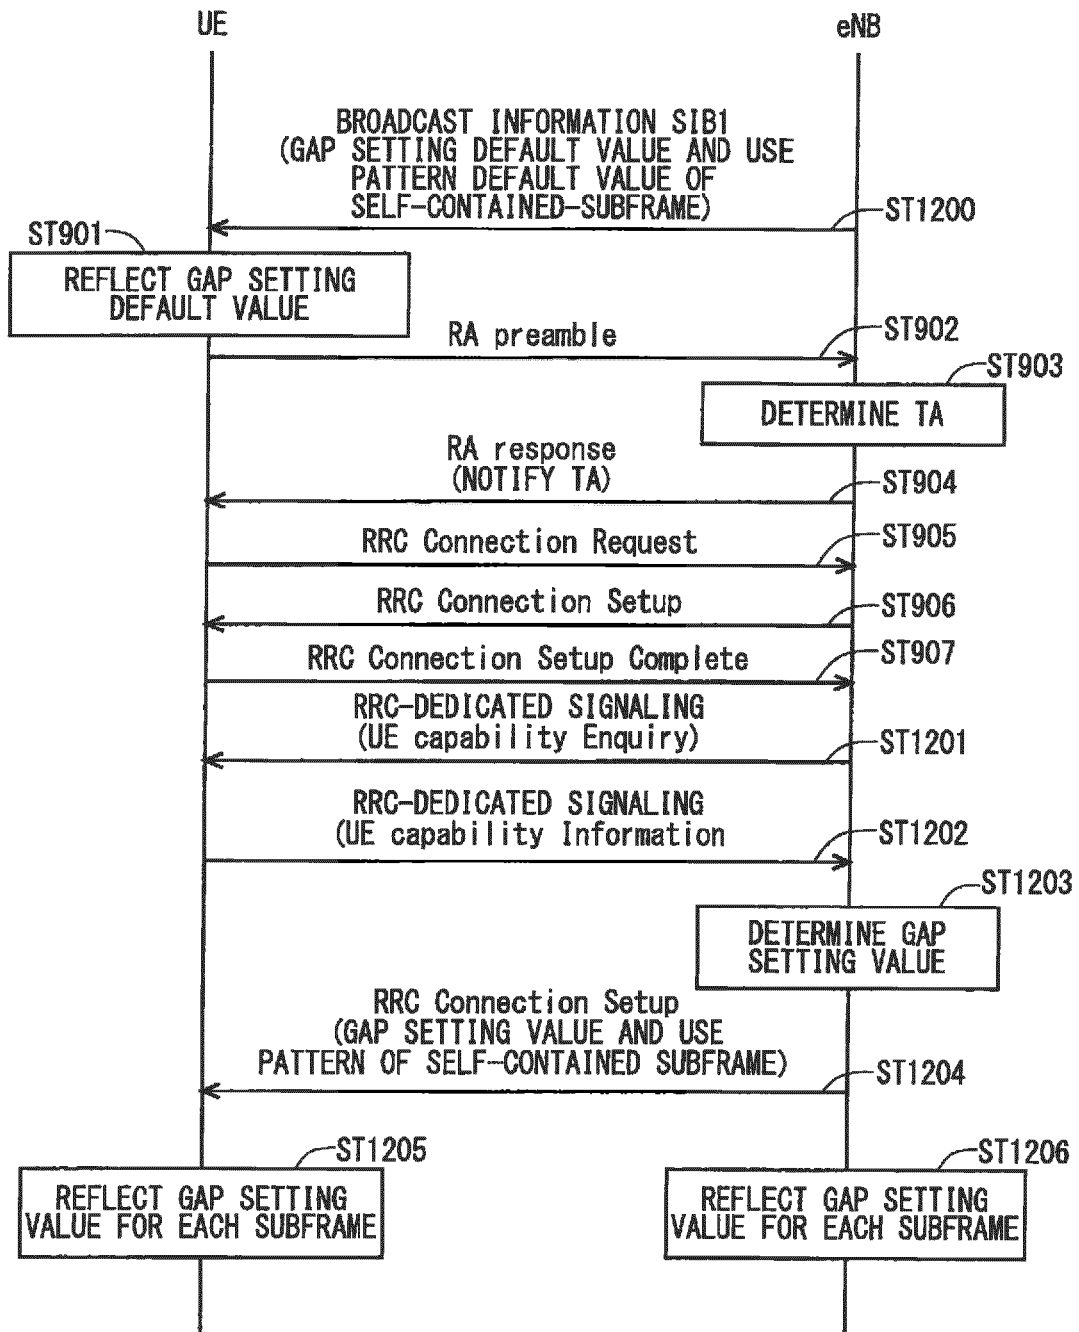 UE
eNB
BROADCAST INFORMATION SIB1
(GAP SETTING DEFAULT VALUE AND USE
PATTERN DEFAULT VALUE OF
SELF-CONTAINED-SUBFRAME)
ST1200
ST901
REFLECT GAP SETTING
DEFAULT VALUE
RA preamble
ST902
ST903
DETERMINE TA
RA response
(NOTIFY TA)
ST904
RRC Connection Request
ST905
RRC Connection Setup
ST906
RRC Connection Setup Complete
ST907
RRC-DEDICATED SIGNALING
(UE capability Enquiry)
ST1201
RRC-DEDICATED SIGNALING
(UE capability Information
ST1202
ST1203
DETERMINE GAP
SETTING VALUE
RRC Connection Setup
(GAP SETTING VALUE AND USE
PATTERN OF SELF-CONTAINED SUBFRAME)
ST1204
ST1205
REFLECT GAP SETTING
VALUE FOR EACH SUBFRAME
ST1206
REFLECT GAP SETTING
VALUE FOR EACH SUBFRAME